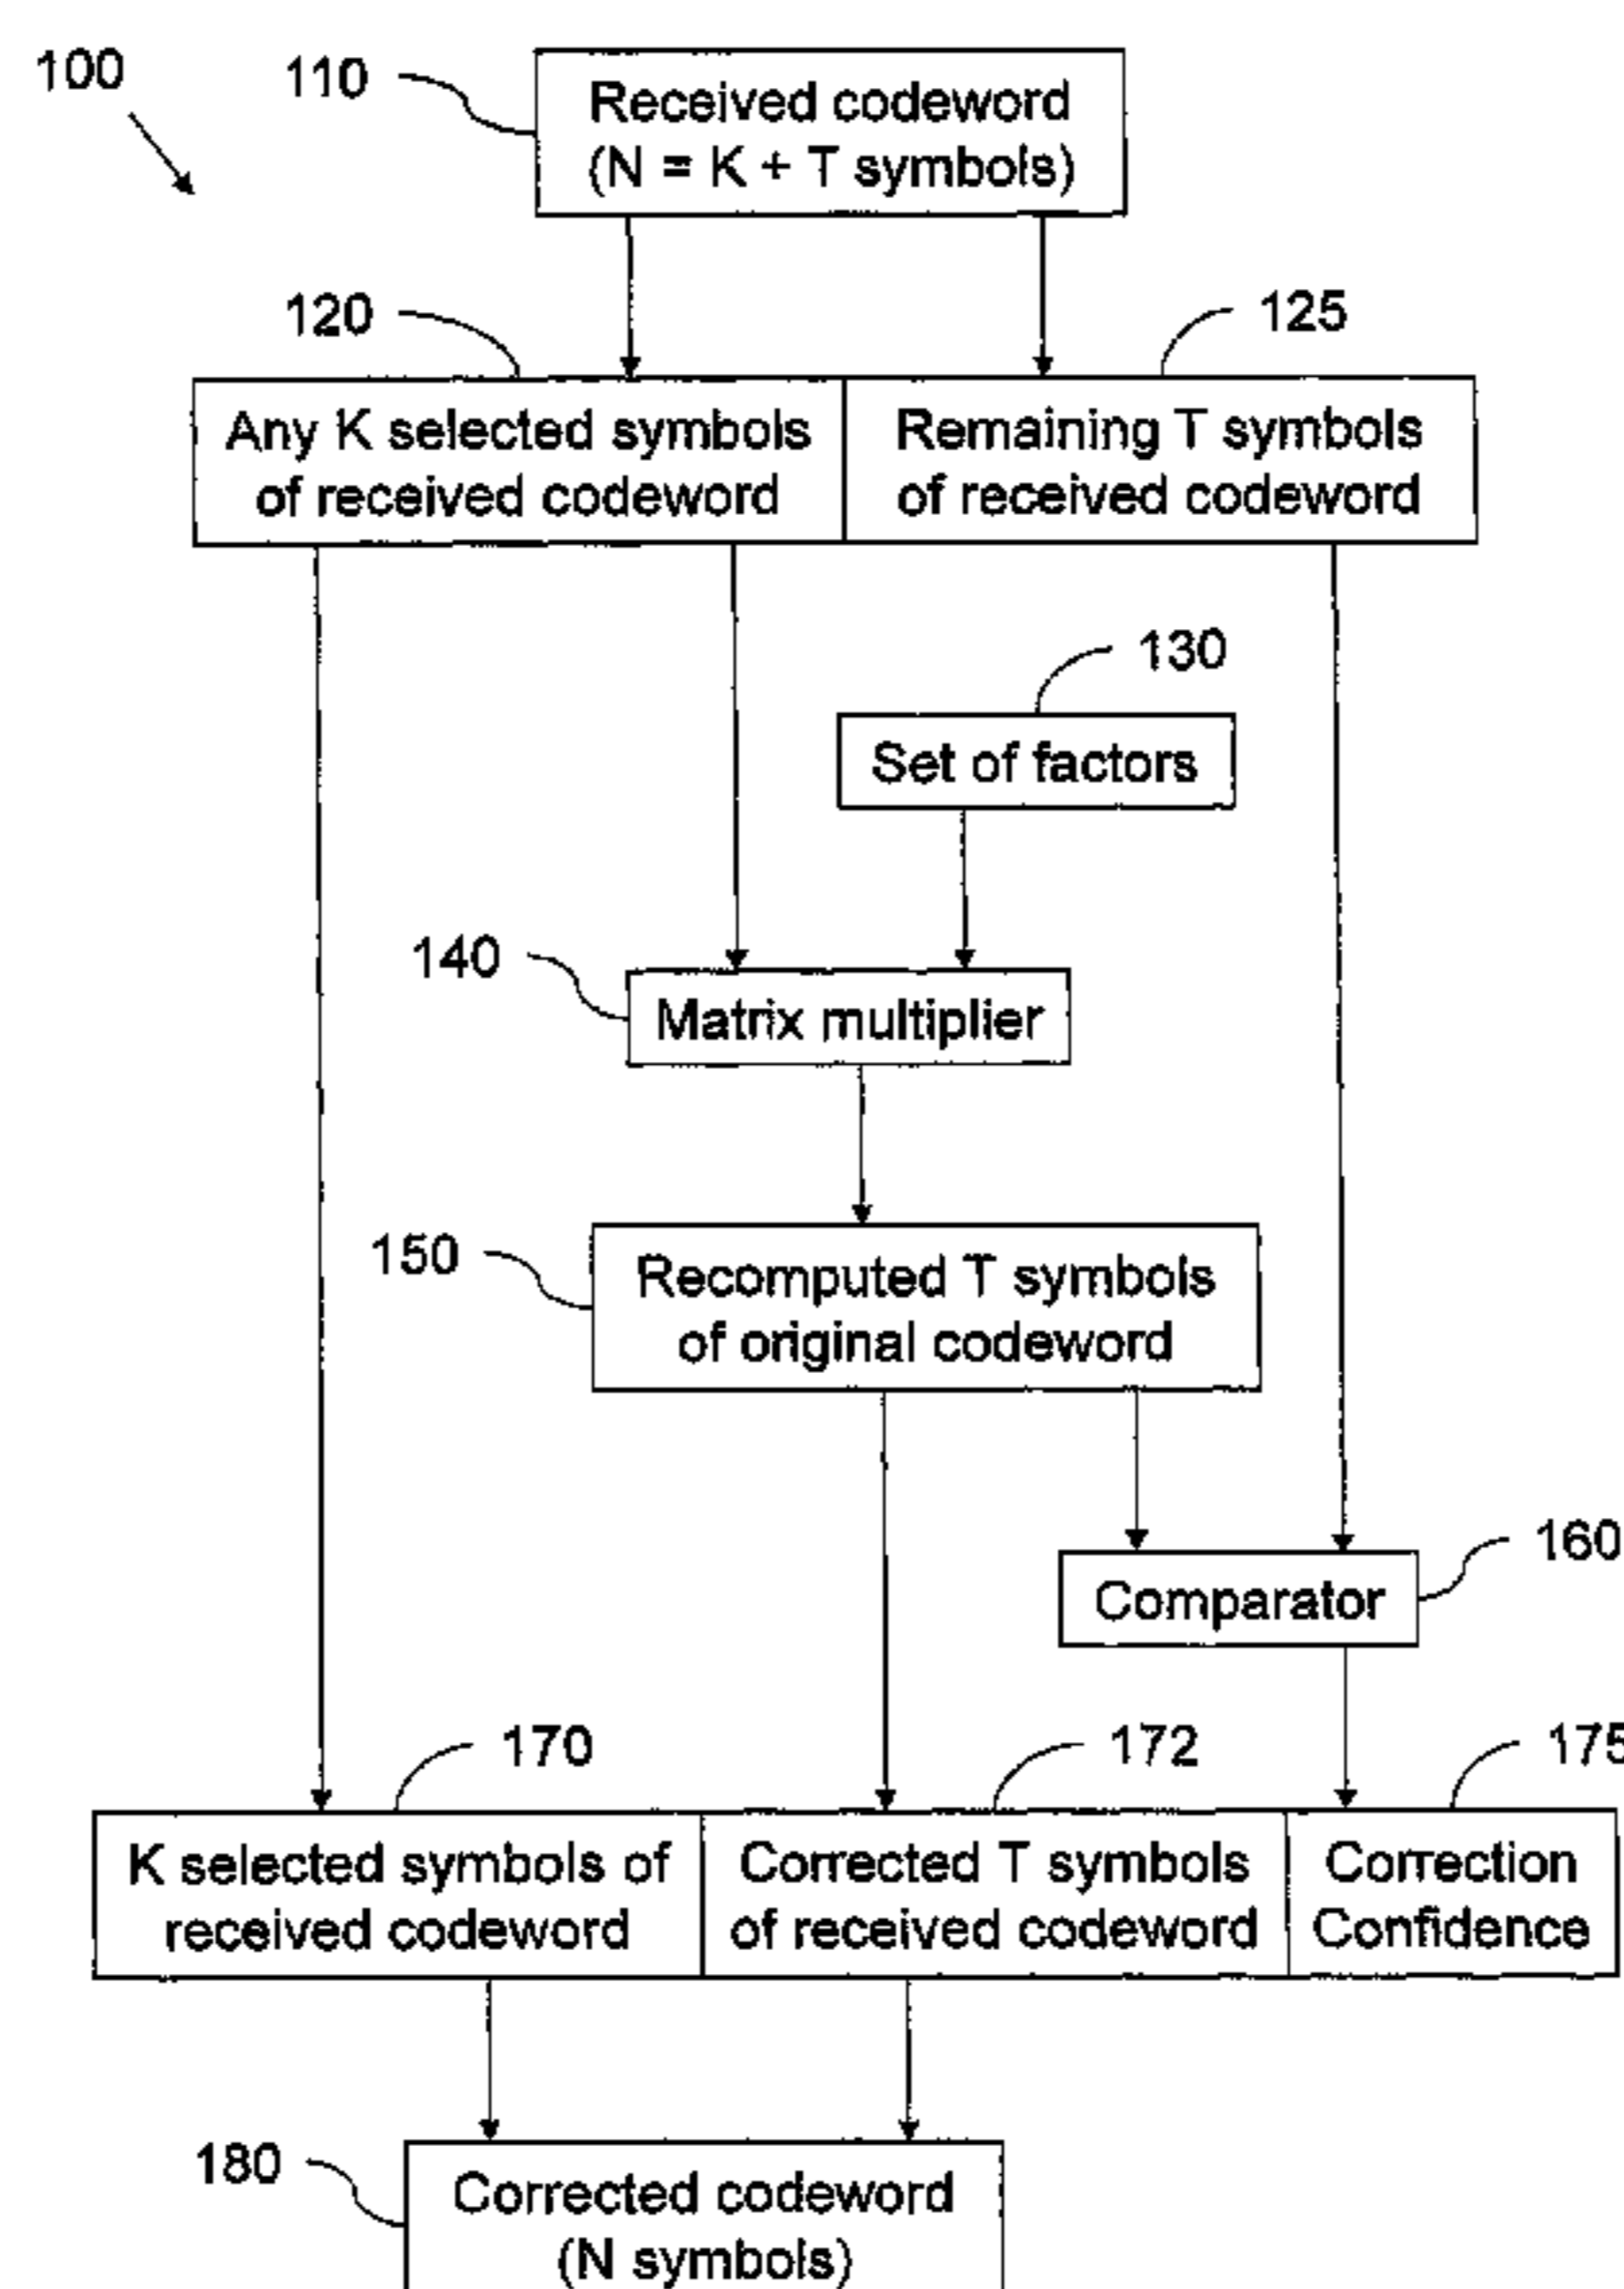 100
110
Received codeword
(N = K + T symbols)
120
125
Any K selected symbols
of received codeword
Remaining T symbols
of received codeword
130
Set of factors
140
Matrix multiplier
150
Recomputed T symbols
of original codeword
160
Comparator
170
172
175
K selected symbols of
received codeword
Corrected T symbols
of received codeword
Correction
Confidence
180
Corrected codeword
(N symbols)